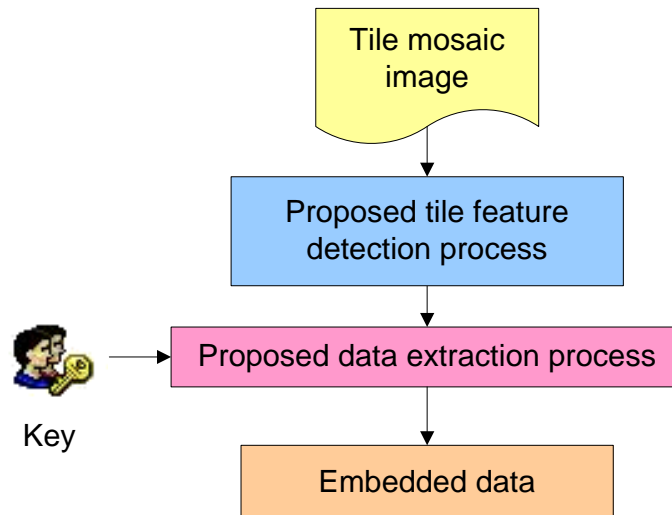 Tile mosaic
image
Proposed tile feature
detection process
Proposed data extraction process
Key
Embedded data